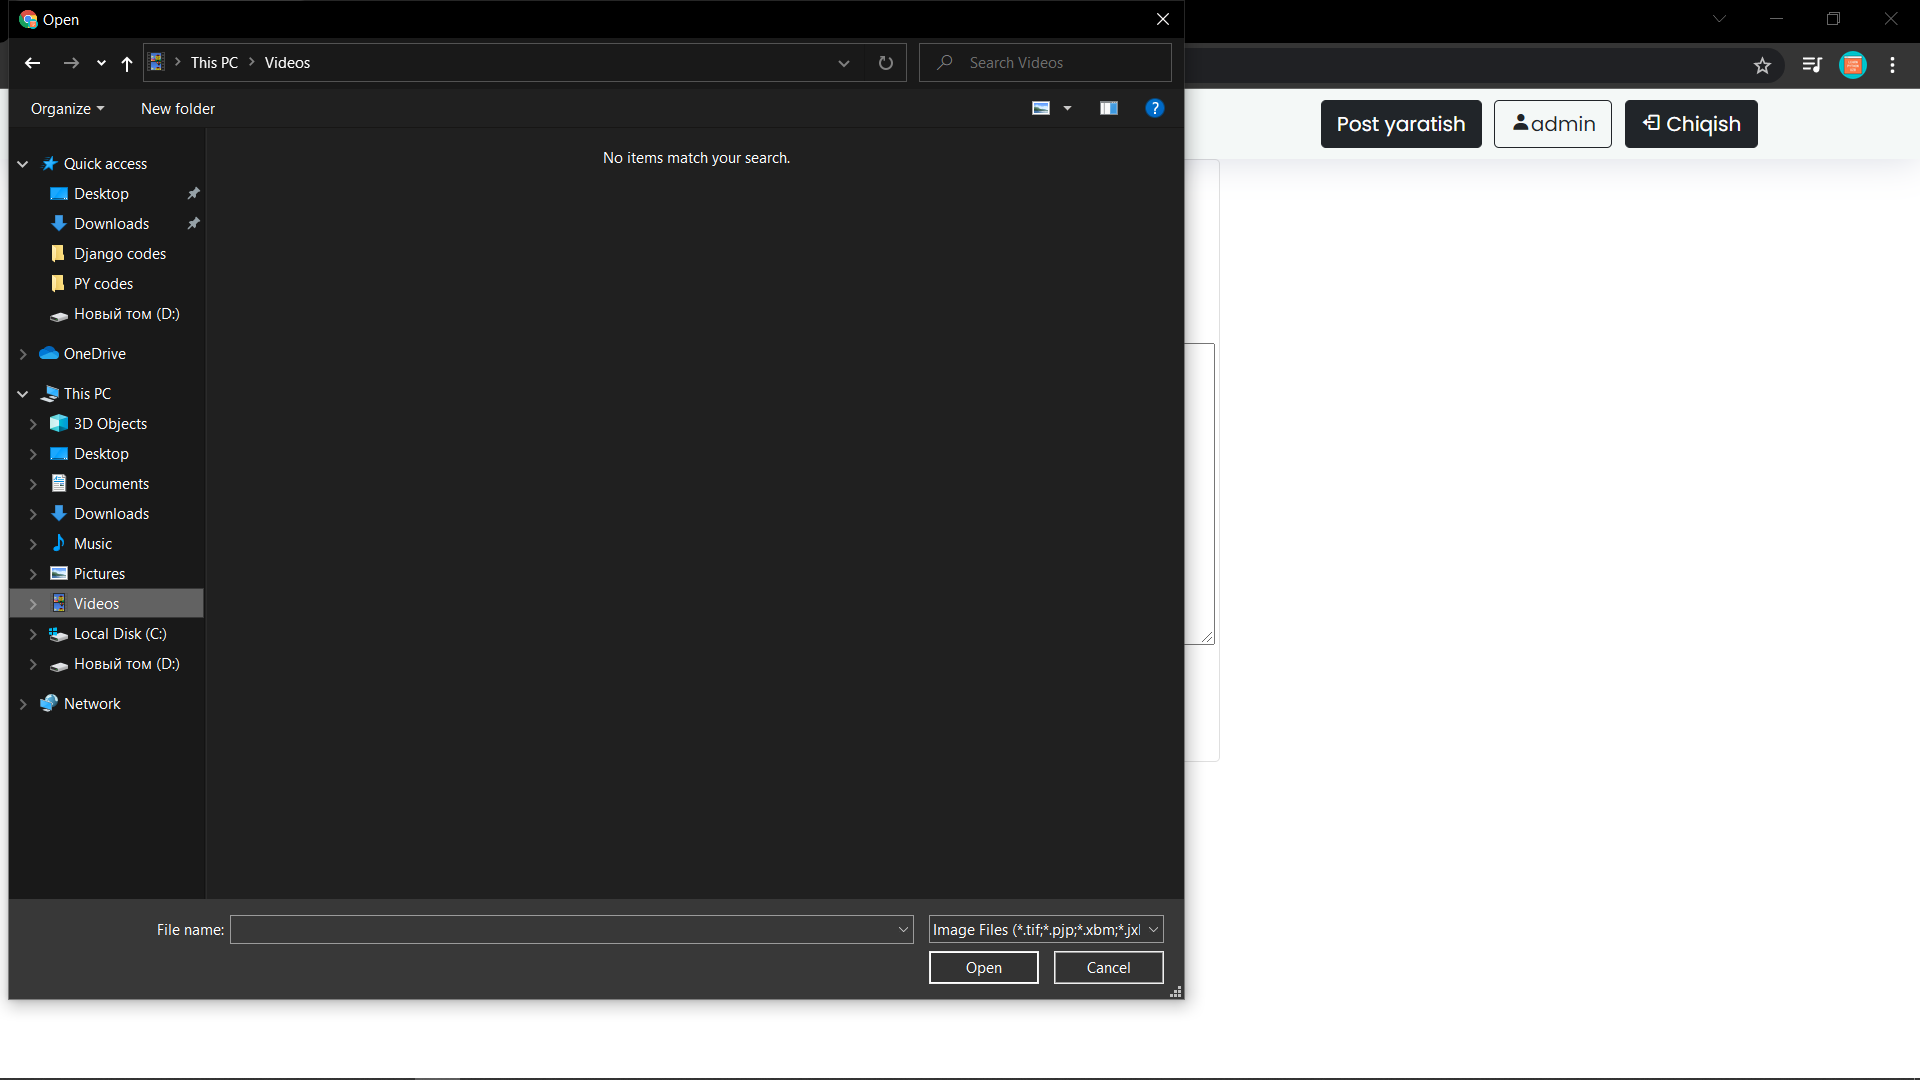 Open
This PC
Videos
Search Videos
Organize
New folder
?
Post yaratish
admin
Chiqish
No items match your search.
Quick access
Desktop
Downloads
Django codes
PY codes
Новый том (D:)
OneDrive
This PC
3D Objects
Desktop
Documents
Downloads
Music
Pictures
Videos
Local Disk (C:)
Новый том (D:)
Network
File name:
Image Files (*.tif;*.pjp;*.xbm;*.jxl
Open
Cancel